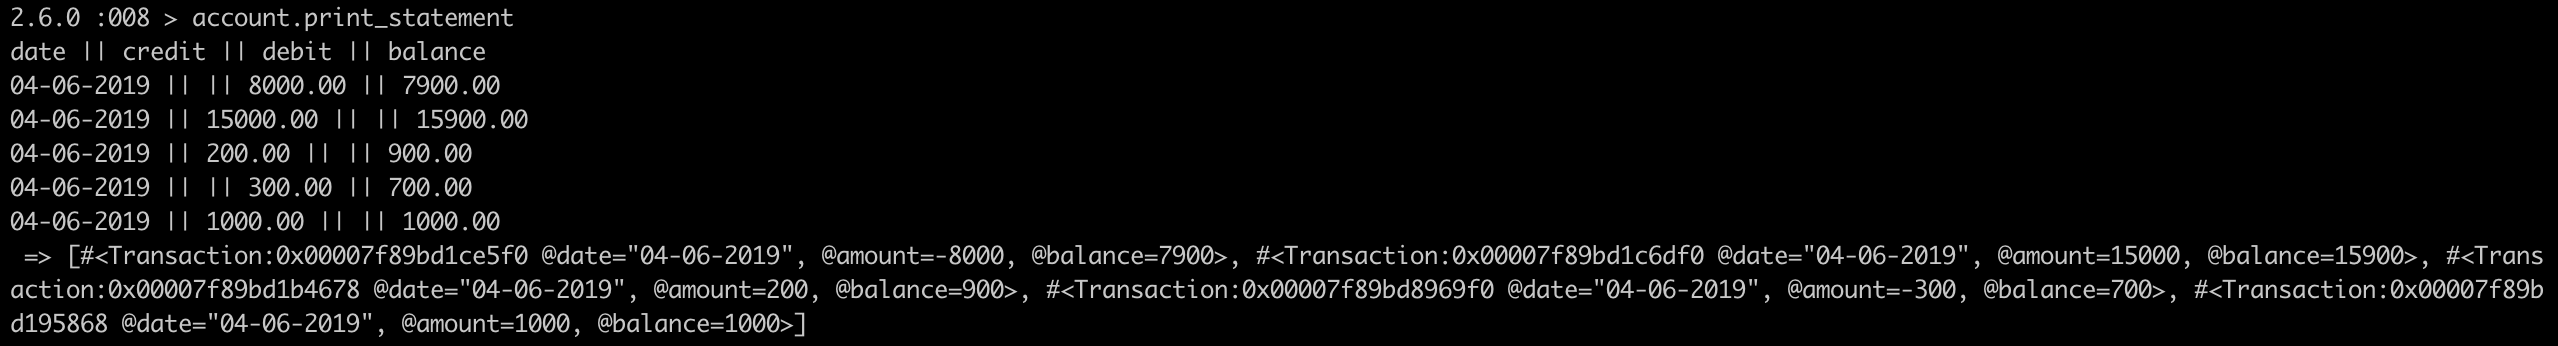 2.6.0 :008 > account.print_statement
date || credit || debit || balance
04-06-2019 || || 8000.00 || 7900.00
04-06-2019 || 15000.00 || || 15900.00
04-06-2019 || 200.00 || || 900.00
04-06-2019 || || 300.00 || 700.00
04-06-2019 || 1000.00 || || 1000.00
 => [#<Transaction:0x00007f89bd1ce5f0 @date="04-06-2019", @amount=-8000, @balance=7900>, #<Transaction:0x00007f89bd1c6df0 @date="04-06-2019", @amount=15000, @balance=15900>, #<Trans
action:0x00007f89bd1b4678 @date="04-06-2019", @amount=200, @balance=900>, #<Transaction:0x00007f89bd8969f0 @date="04-06-2019", @amount=-300, @balance=700>, #<Transaction:0x00007f89b
d195868 @date="04-06-2019", @amount=1000, @balance=1000>]